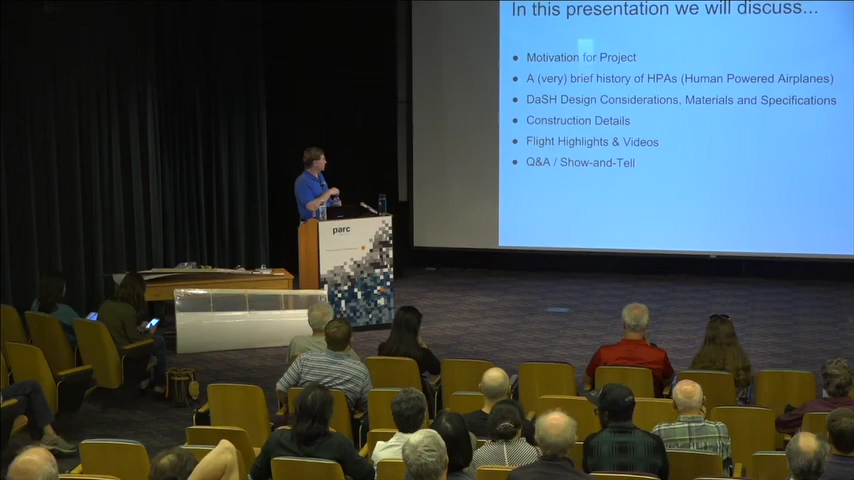 In this presentation we will discuss...
• Motivation for Project
• A (very) brief history of HPAs (Human Powered Airplanes)
• DaSH Design Considerations, Materials and Specifications
• Construction Details
• Flight Highlights & Videos
• Q&A / Show-and-Tell
parc